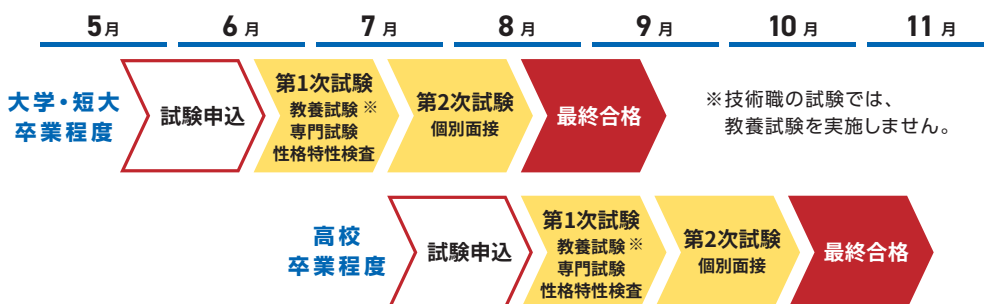 5月 6月 7月 8月 9月 10月 11月
大学・短大
卒業程度
試験申込
第1次試験
教養試験※
専門試験
性格特性検査
第2次試験
個別面接
最終合格
※技術職の試験では、
教養試験を実施しません。
高校
卒業程度
試験申込
第1次試験
教養試験※
専門試験
性格特性検査
第2次試験
個別面接
最終合格